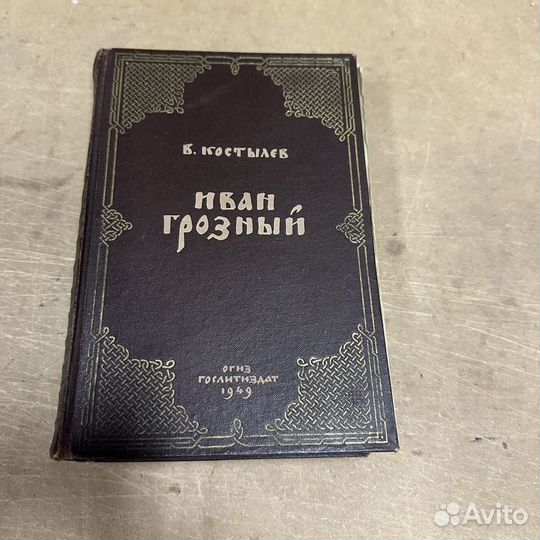 В. КОСТЫЛЕВ
ИВАН
ГРОЗНЫЙ
ОГИЗ
ГОСЛИТИЗДАТ
1949
Avito